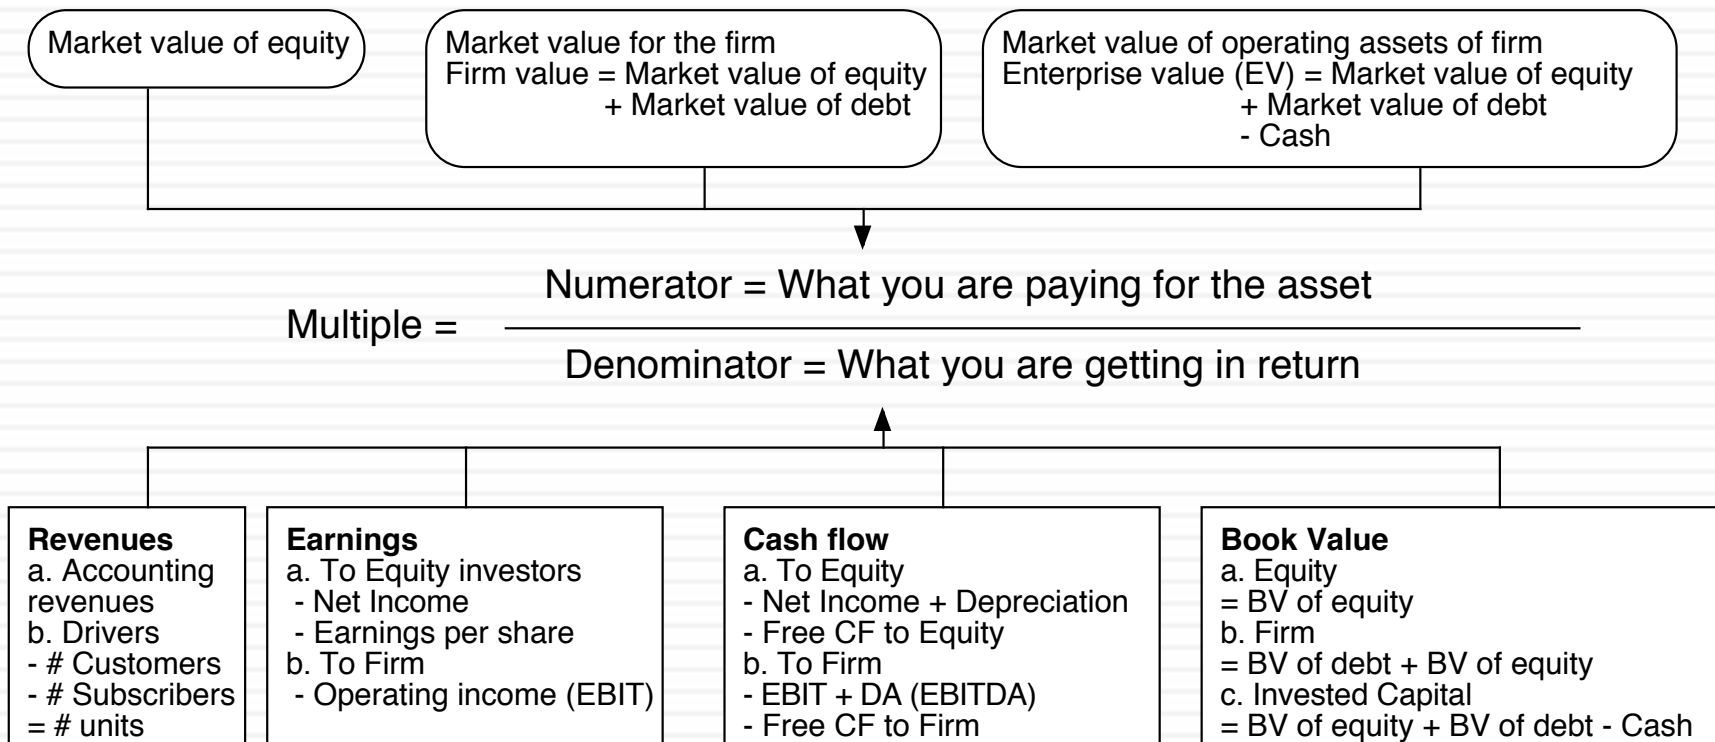 Market value of equity
Market value for the firm
Firm value = Market value of equity
+ Market value of debt
Market value of operating assets of firm
Enterprise value (EV) = Market value of equity
+ Market value of debt
- Cash
Numerator = What you are paying for the asset
Multiple =
Denominator = What you are getting in return
Revenues
a. Accounting
revenues
b. Drivers
- # Customers
- # Subscribers
= # units
Earnings
a. To Equity investors
- Net Income
- Earnings per share
b. To Firm
- Operating income (EBIT)
Cash flow
a. To Equity
- Net Income + Depreciation
- Free CF to Equity
b. To Firm
- EBIT + DA (EBITDA)
- Free CF to Firm
Book Value
a. Equity
= BV of equity
b. Firm
= BV of debt + BV of equity
c. Invested Capital
= BV of equity + BV of debt - Cash